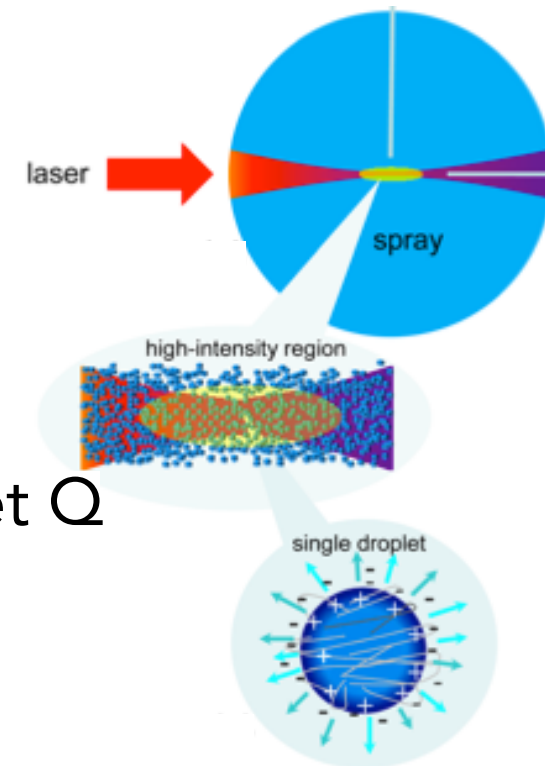 laser
spray
high-intensity region
et Q
single droplet